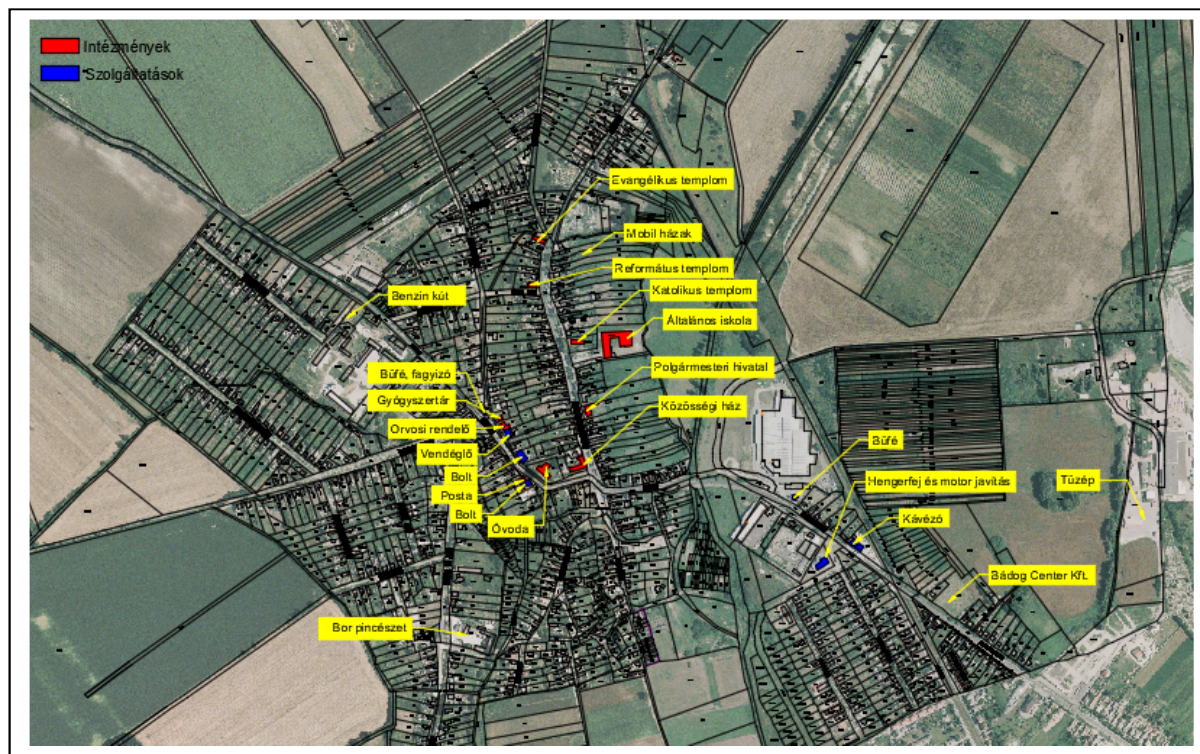 Intézmények
Szolgáltatások
Evangélikus templom
Mobil házak
Református templom
Katolikus templom
Benzin kút
Általános iskola
Büfé, fagyizó
Polgármesteri hivatal
Gyógyszertár
Közösségi ház
Orvosi rendelő
Büfé
Vendéglő
Bolt
Hengerfej és motor javítás
Tüzép
Posta
Bolt
Óvoda
Kávézó
Bádog Center Kft.
Bor pincészet